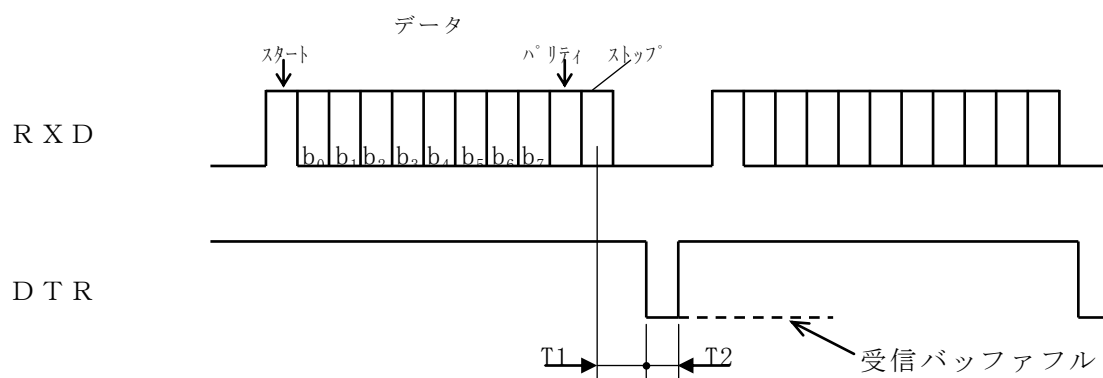 データ
スタート パリティ ストップ
RXD
b₀ b₁ b₂ b₃ b₄ b₅ b₆ b₇
DTR
T1 T2
受信バッファフル